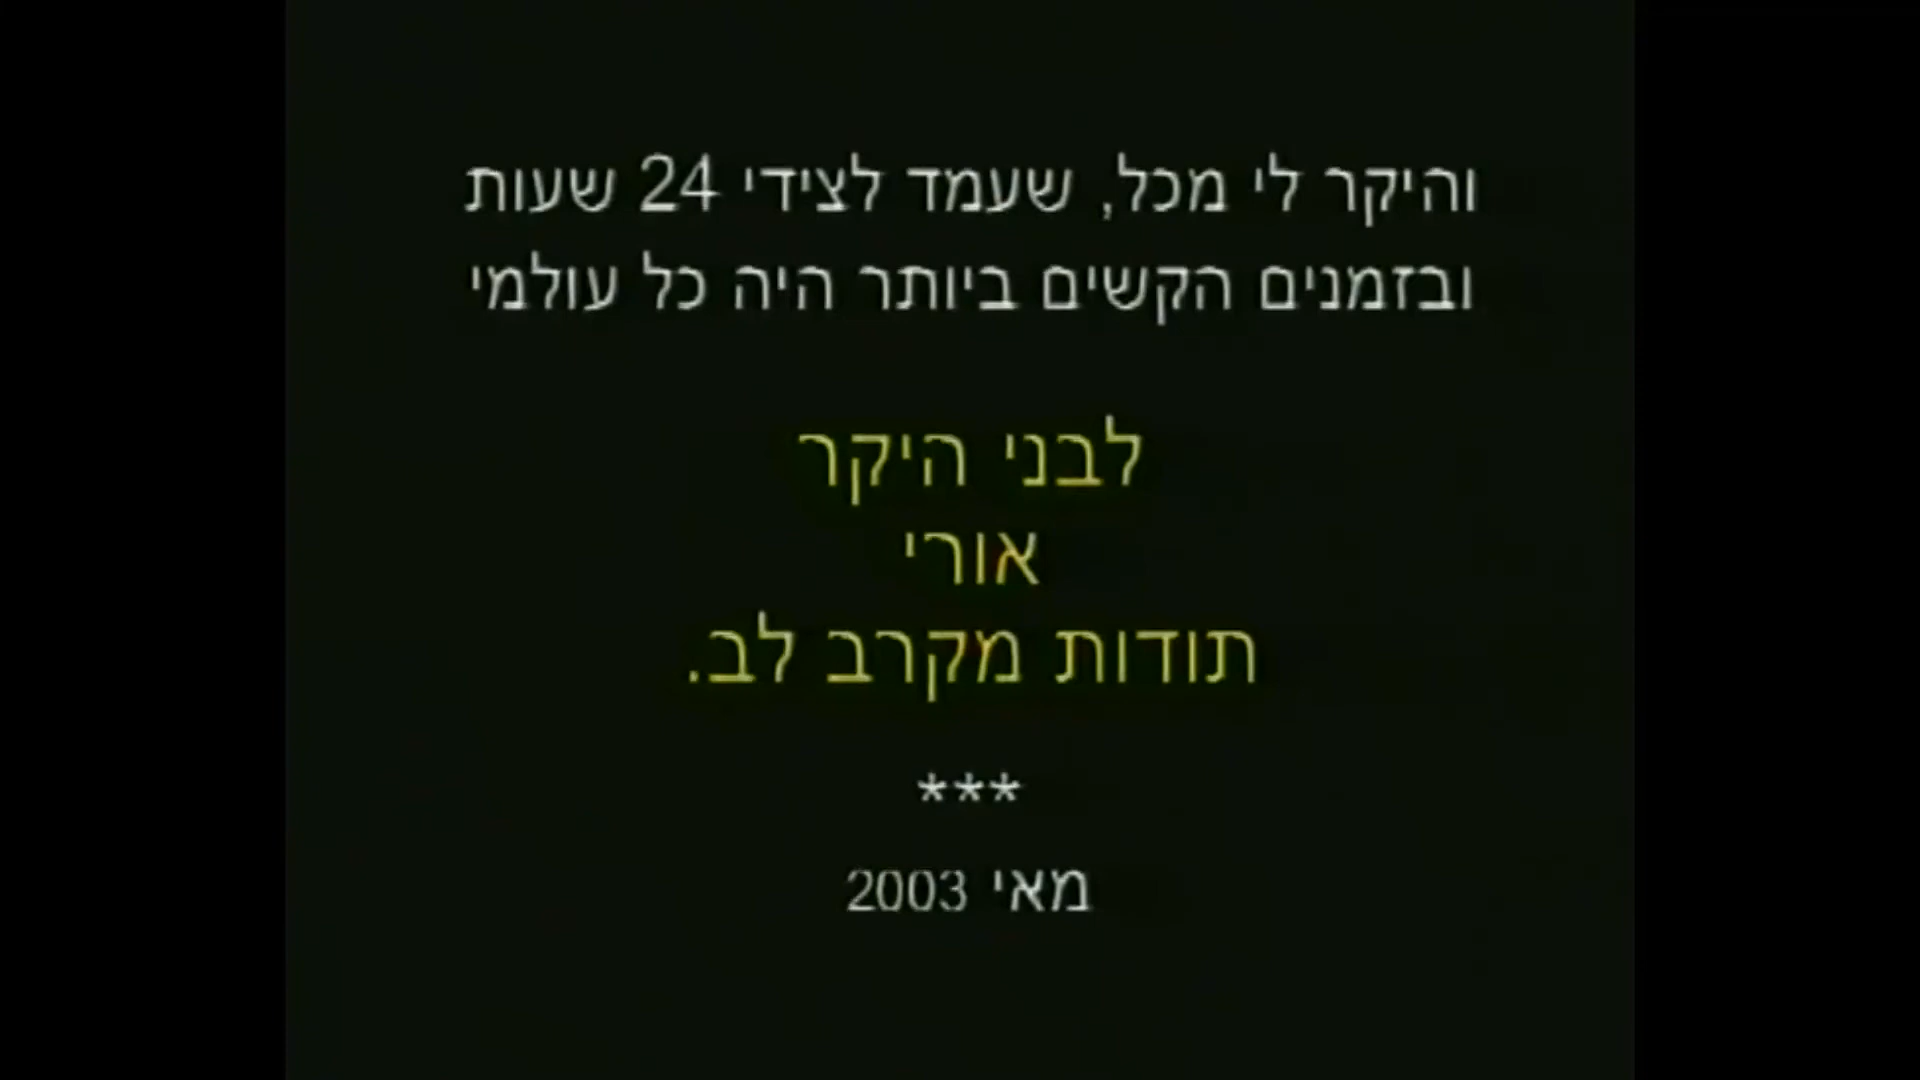 והיקר לי מכל, שעמד לצידי 24 שעות
ובזמנים הקשים ביותר היה כל עולמי
לבני היקר
אורי
תודות מקרב לב.
***
מאי 2003